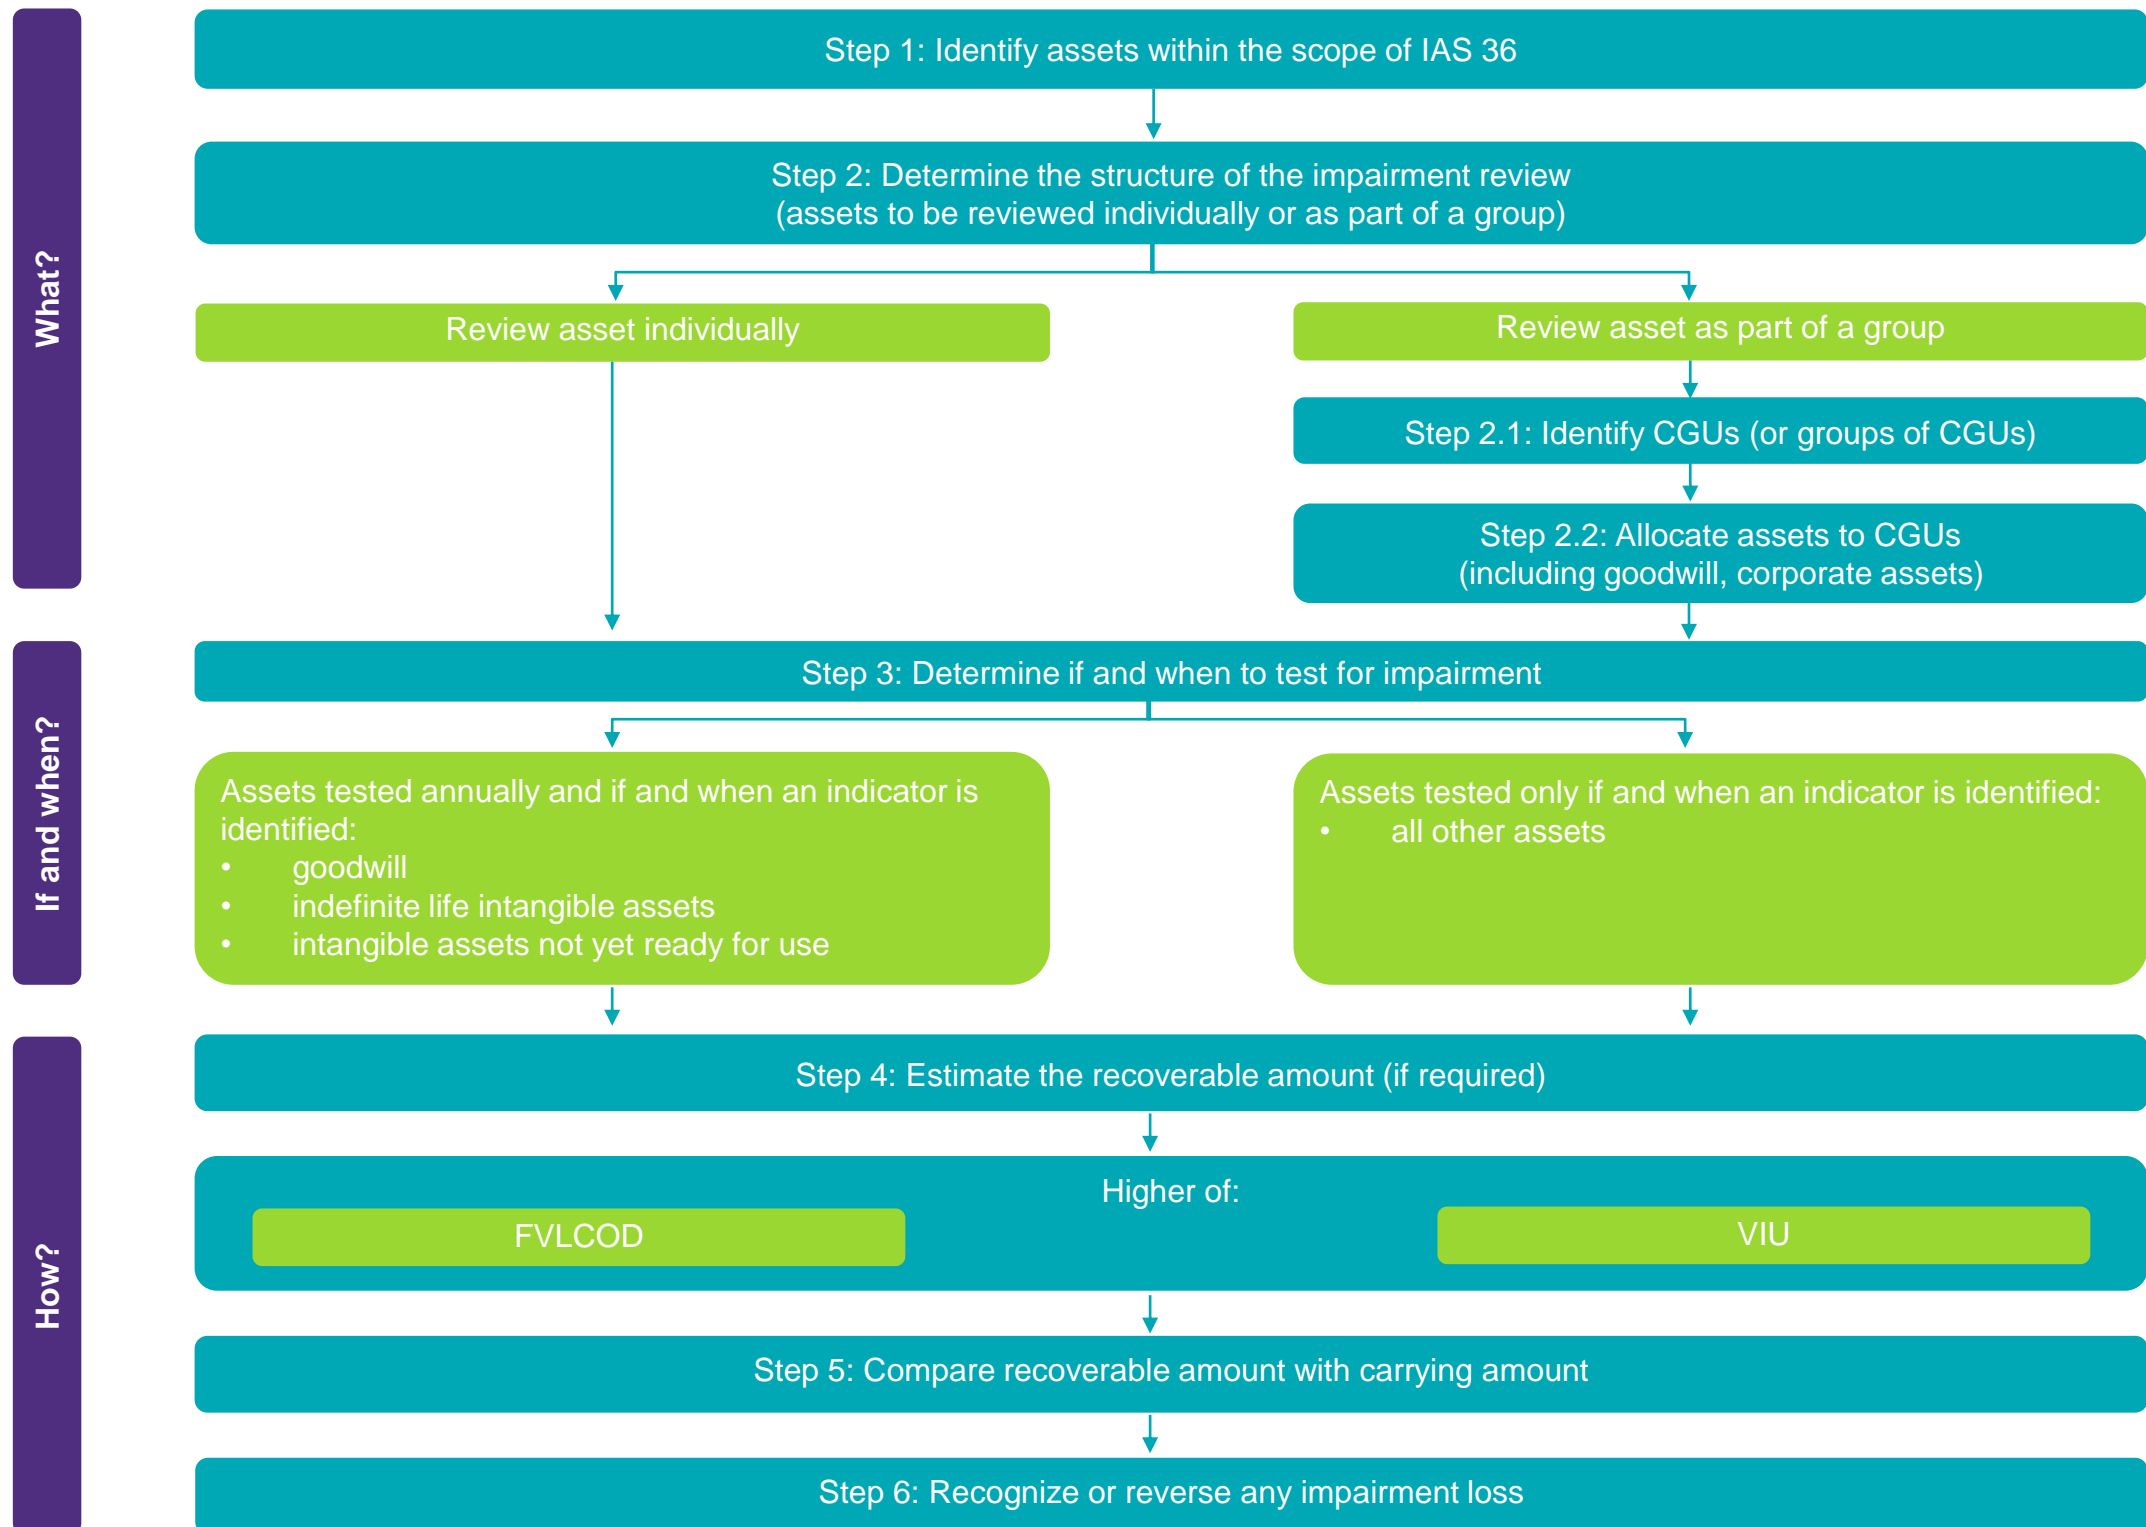 What?
Step 1: Identify assets within the scope of IAS 36
Step 2: Determine the structure of the impairment review
(assets to be reviewed individually or as part of a group)
Review asset individually
Review asset as part of a group
Step 2.1: Identify CGUs (or groups of CGUs)
Step 2.2: Allocate assets to CGUs
(including goodwill, corporate assets)
If and when?
Step 3: Determine if and when to test for impairment
Assets tested annually and if and when an indicator is
identified:
• goodwill
• indefinite life intangible assets
• intangible assets not yet ready for use
Assets tested only if and when an indicator is identified:
• all other assets
How?
Step 4: Estimate the recoverable amount (if required)
Higher of:
FVLCOD
VIU
Step 5: Compare recoverable amount with carrying amount
Step 6: Recognize or reverse any impairment loss